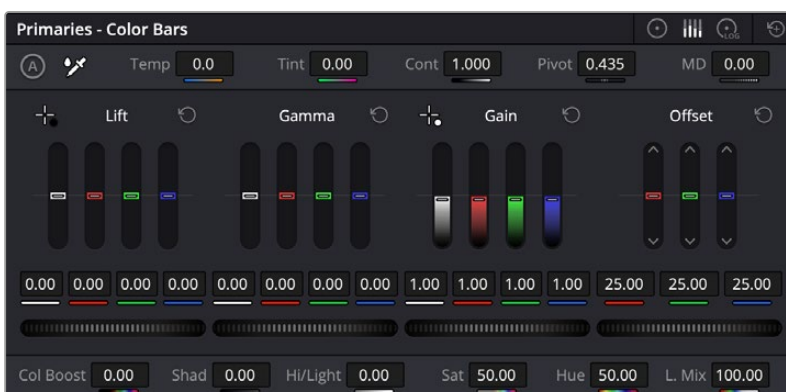 Primaries - Color Bars
LOG
A Temp 0.0 Tint 0.00 Cont 1.000 Pivot 0.435 MD 0.00
Lift Gamma Gain Offset
0.00 0.00 0.00 0.00 0.00 0.00 0.00 0.00 1.00 1.00 1.00 1.00 25.00 25.00 25.00
Col Boost 0.00 Shad 0.00 Hi/Light 0.00 Sat 50.00 Hue 50.00 L. Mix 100.00